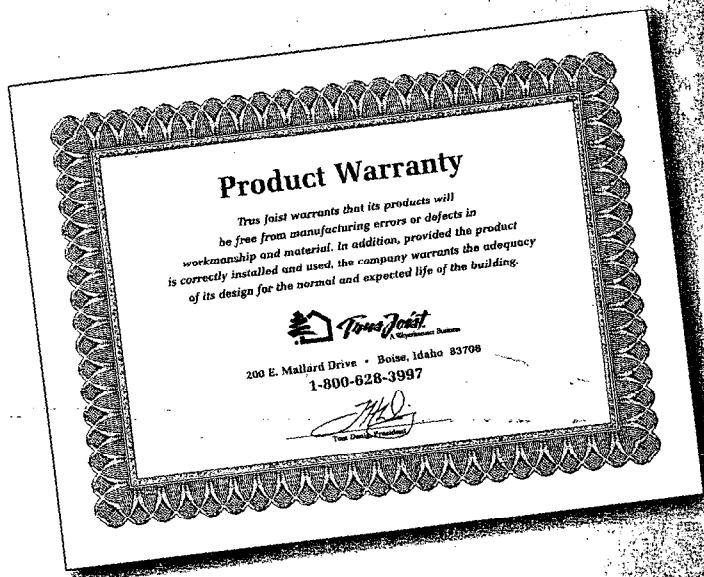 Product Warranty
Trus Joist warrants that its products will
be free from manufacturing errors or defects in
workmanship and material. In addition, provided the product
is correctly installed and used, the company warrants the adequacy
of its design for the normal and expected life of the building.
Trus Joist
A Weyerhaeuser Business
200 E. Mallard Drive • Boise, Idaho 83706
1-800-628-3997
Tom President